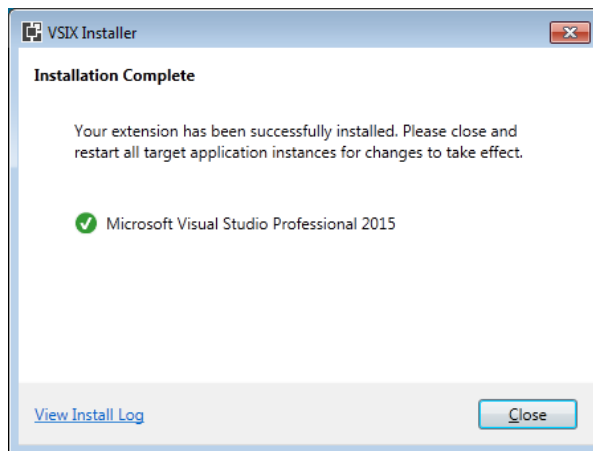 VSIX Installer
Installation Complete
Your extension has been successfully installed. Please close and
restart all target application instances for changes to take effect.
Microsoft Visual Studio Professional 2015
View Install Log
Close